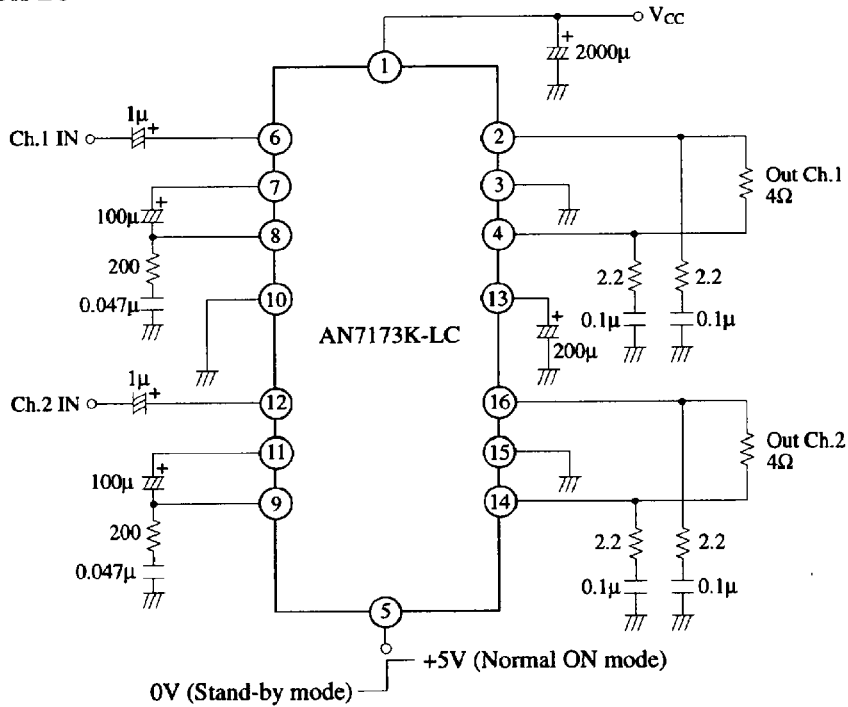 VCC
2000µ
+
1
1µ
+
Ch.1 IN
6
2
7
3
Out Ch.1
4Ω
+
100µ
8
4
200
2.2
2.2
0.047µ
10
13
+
0.1µ
0.1µ
AN7173K-LC
200µ
1µ
+
Ch.2 IN
12
16
11
15
Out Ch.2
4Ω
+
100µ
9
14
200
2.2
2.2
0.047µ
0.1µ
0.1µ
5
+5V (Normal ON mode)
0V (Stand-by mode)